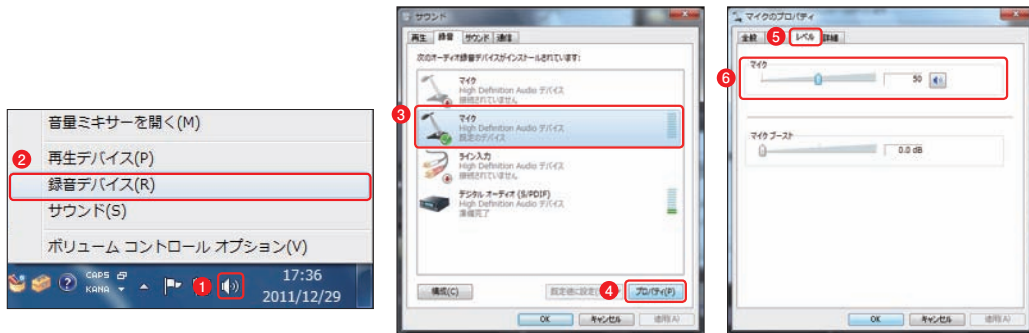 音量ミキサーを開く(M)
2
再生デバイス(P)
録音デバイス(R)
サウンド(S)
ボリューム コントロール オプション(V)
?
CAPS
KANA
1
17:36
2011/12/29
サウンド
再生 録音 サウンド 通信
次のオーディオ録音デバイスがインストールされています:
マイク
High Definition Audio デバイス
接続されていません
3
マイク
High Definition Audio デバイス
既定のデバイス
ライン入力
High Definition Audio デバイス
接続されていません
デジタル オーディオ (S/PDIF)
High Definition Audio デバイス
準備完了
構成(C)
既定値に設定(
4
プロパティ(P)
OK キャンセル 適用(A)
マイクのプロパティ
全般
5
レベル 詳細
6
マイク
50
マイク ブースト
0.0 dB
OK キャンセル 適用(A)